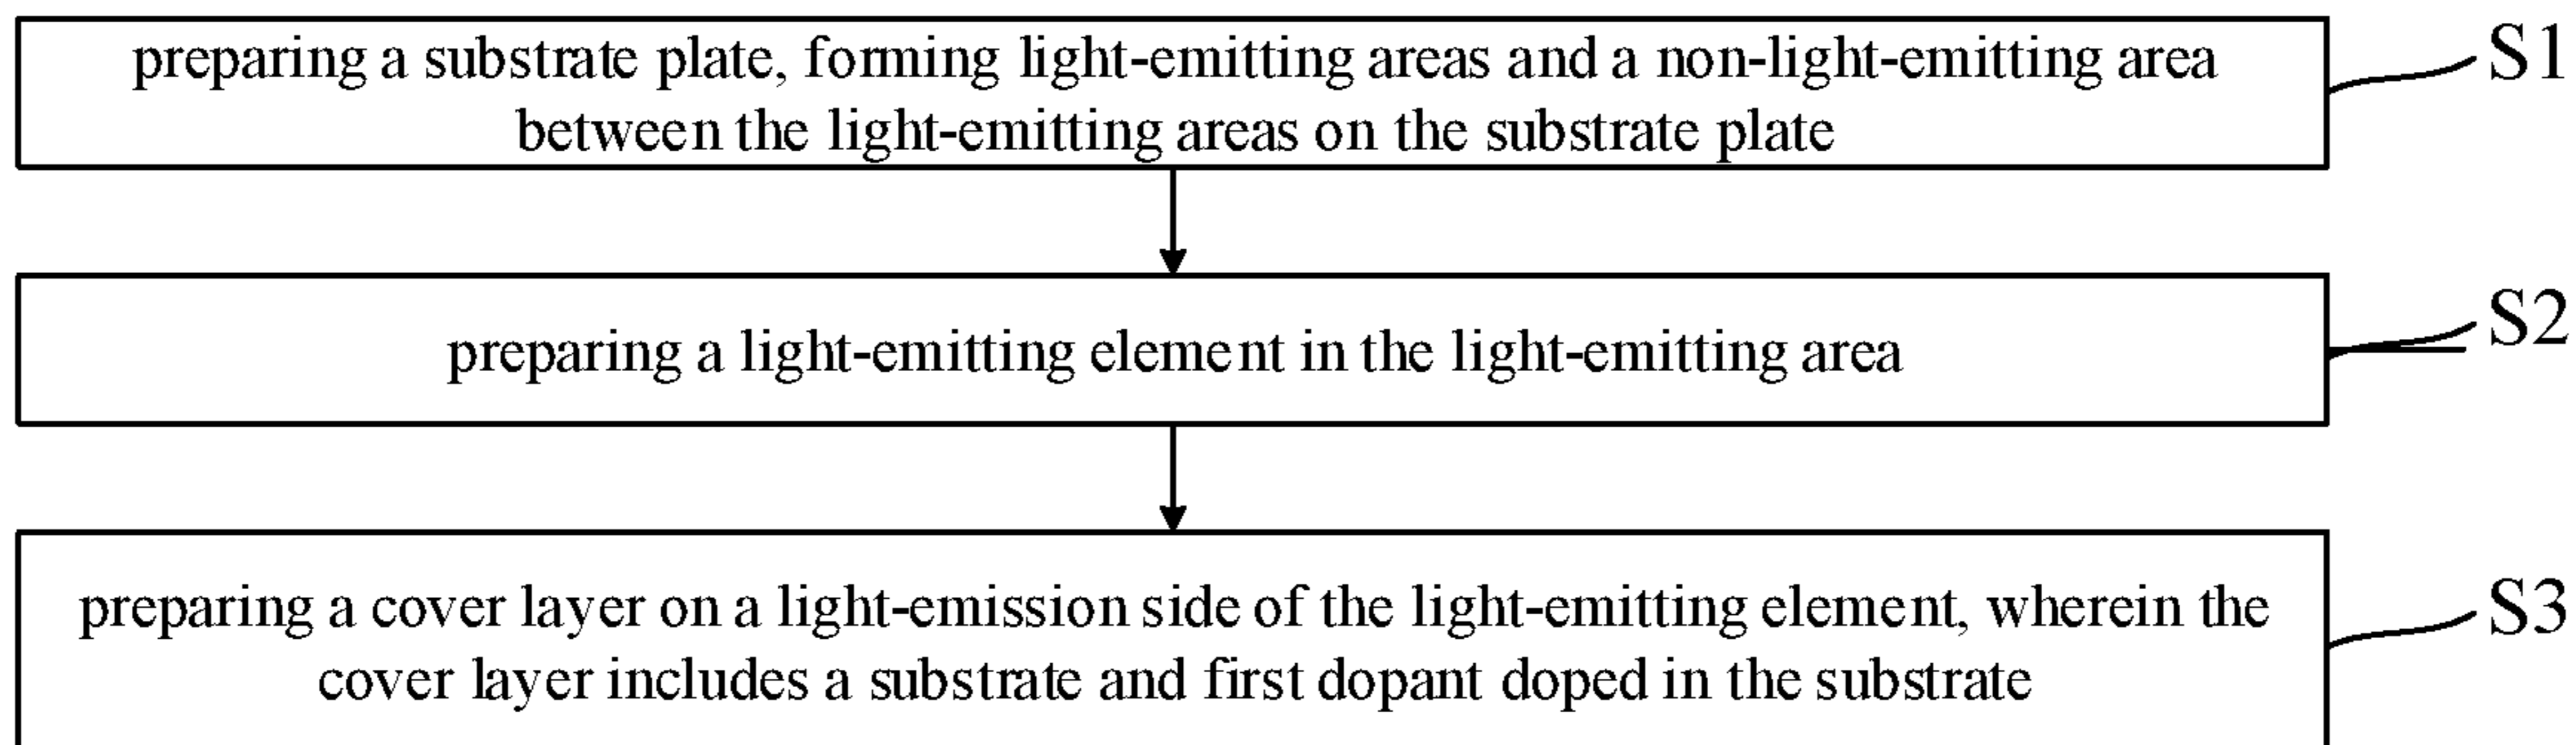 preparing a substrate plate, forming light-emitting areas and a non-light-emitting area
between the light-emitting areas on the substrate plate
S1
preparing a light-emitting element in the light-emitting area
S2
preparing a cover layer on a light-emission side of the light-emitting element, wherein the
cover layer includes a substrate and first dopant doped in the substrate
S3